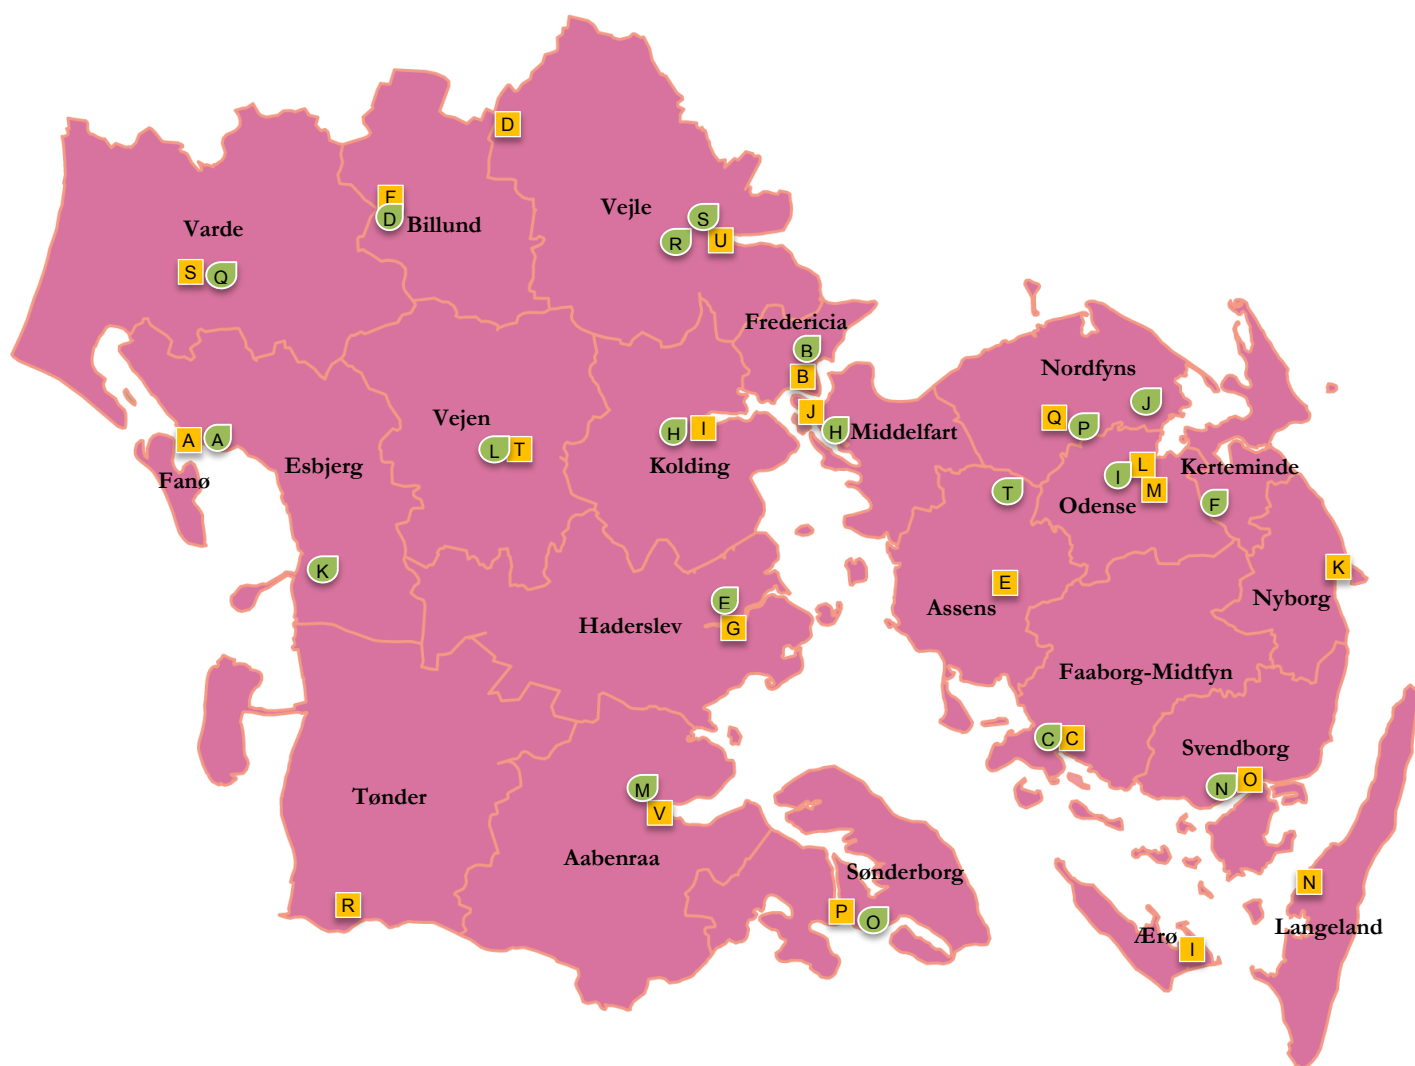 D
F
D
Billund
Vejle
S
R
U
Varde
S
Q
Fredericia
B
B
Nordfyns
J
Q
P
J
H
Middelfart
Vejen
L
T
H
I
Kolding
A
A
Fanø
Esbjerg
L
I
M
Odense
Kerteminde
F
T
K
K
E
Assens
Nyborg
E
G
Haderslev
Faaborg-Midtfyn
C
C
Svendborg
N
O
Tønder
M
V
Aabenraa
Sønderborg
P
O
R
N
Langeland
Ærø
I